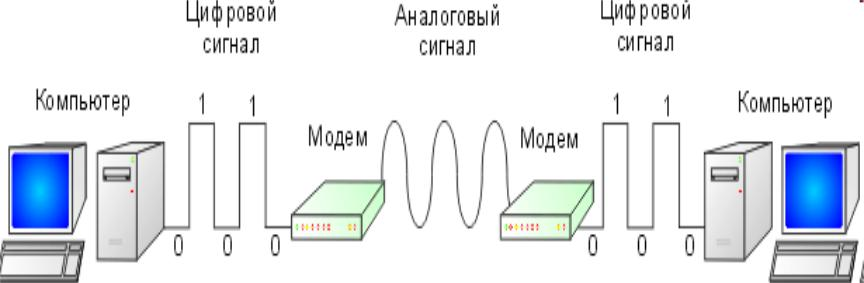 Цифровой
сигнал
Аналоговый
сигнал
Цифровой
сигнал
Компьютер
1 1
Модем
Модем
1 1
Компьютер
0 0 0
0 0 0